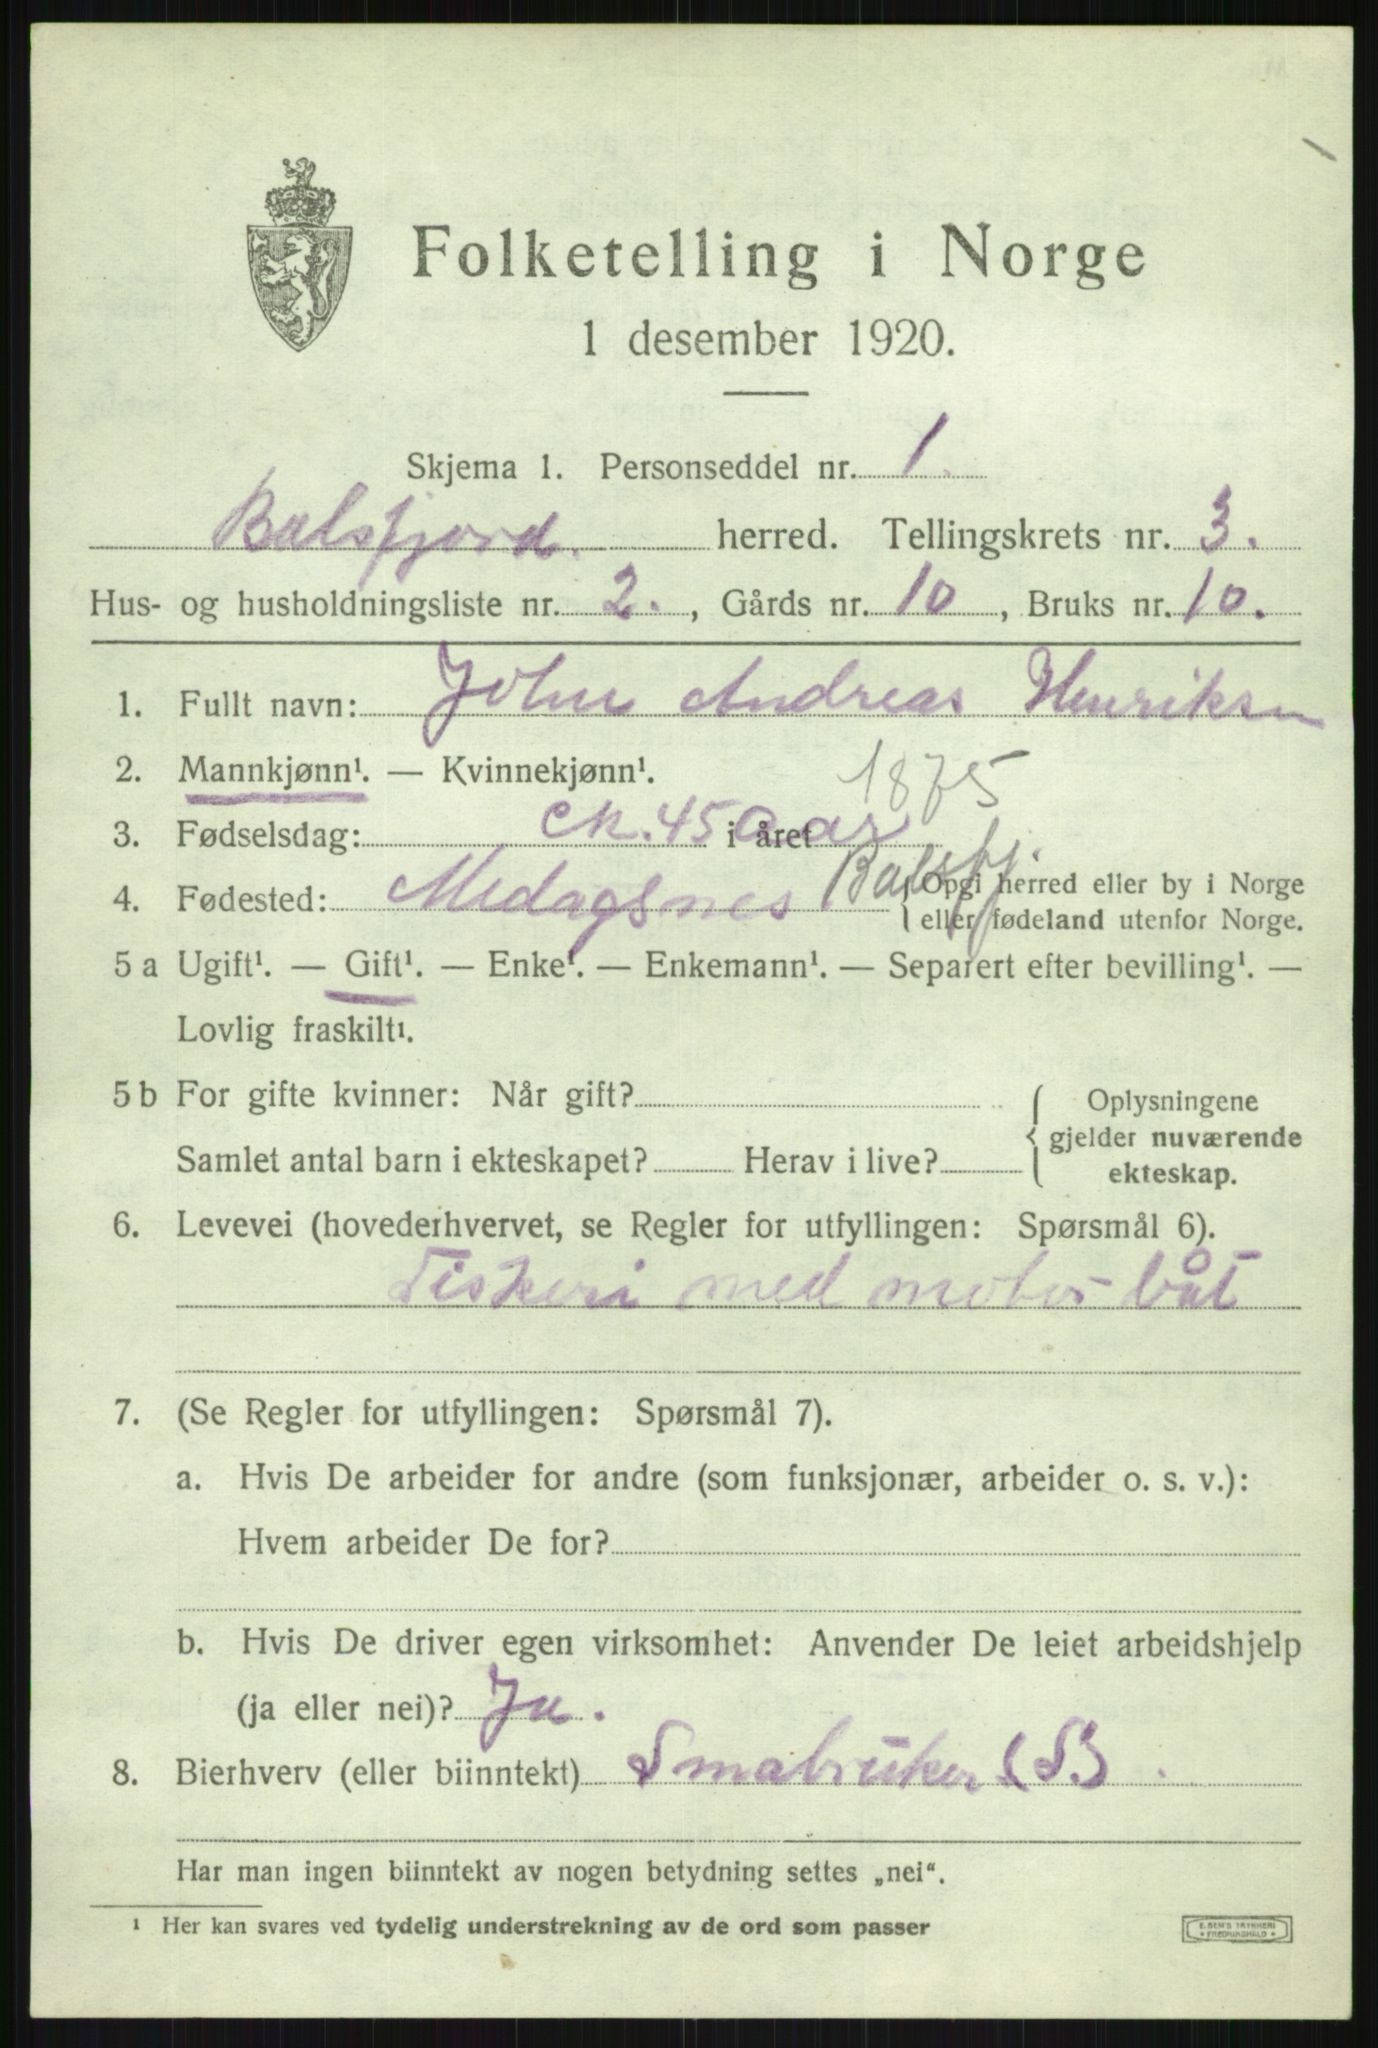 Folketelling i Norge
1 desember 1920.
Skjema 1. Personseddel nr. 1.
Balsfjord. herred. Tellingskrets nr. 3.
Hus- og husholdningsliste nr. 2., Gårds nr. 10, Bruks nr. 10.
1. Fullt navn: John Andreas Henriksen
2. Mannkjønn¹. — Kvinnekjønn¹. 1875
3. Fødselsdag: ck. 45 aar i året
4. Fødested: Medagsnes Balsfj. Opgi herred eller by i Norge
eller fødeland utenfor Norge.
5 a Ugift¹. — Gift¹. — Enke¹. — Enkemann¹. — Separert efter bevilling¹. —
Lovlig fraskilt¹.
5 b For gifte kvinner: Når gift? Oplysningene
gjelder nuværende
Samlet antal barn i ekteskapet? Herav i live? ekteskap.
6. Levevei (hovederhvervet, se Regler for utfyllingen: Spørsmål 6).
Fiskeri med motor båt
7. (Se Regler for utfyllingen: Spørsmål 7).
a. Hvis De arbeider for andre (som funksjonær, arbeider o. s. v.):
Hvem arbeider De for?
b. Hvis De driver egen virksomhet: Anvender De leiet arbeidshjelp
(ja eller nei)? Ja.
8. Bierhverv (eller biinntekt) Smabruker (S)
Har man ingen biinntekt av nogen betydning settes „nei“.
¹ Her kan svares ved tydelig understrekning av de ord som passer
E. SEM'S TRYKKERI
FREDRIKSHALD